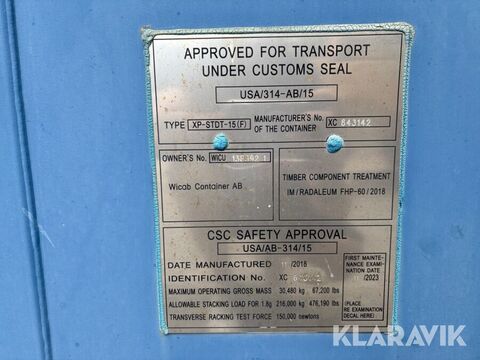 APPROVED FOR TRANSPORT
UNDER CUSTOMS SEAL
USA/314-AB/15
TYPE XP-STDT-15(F)
MANUFACTURER'S No.
OF THE CONTAINER
XC 643142
OWNER'S No. WICU
Wicab Container AB
TIMBER COMPONENT TREATMENT
IM / RADALEUM FHP-60 / 2018
CSC SAFETY APPROVAL
USA/AB-314/15
DATE MANUFACTURED /2018
IDENTIFICATION No. XC
MAXIMUM OPERATING GROSS MASS 30,480 kg 67,200 lbs
ALLOWABLE STACKING LOAD FOR 1.8g 216,000 kg 476,190 lbs
TRANSVERSE RACKING TEST FORCE 150,000 newtons
FIRST MAINTE-
NANCE EXAMI-
NATION DATE
/2023
(PLACE
RE EXAMINATION
DECAL HERE)
KLARAVIK